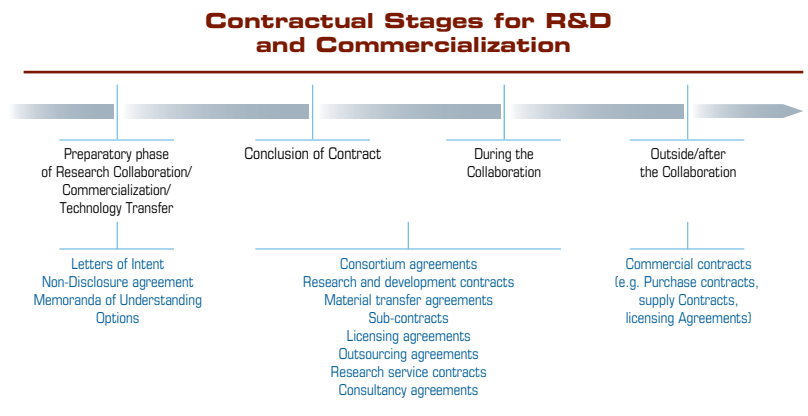 Contractual Stages for R&D
and Commercialization
Preparatory phase
of Research Collaboration/
Commercialization/
Technology Transfer
Conclusion of Contract
During the
Collaboration
Outside/after
the Collaboration
Letters of Intent
Non-Disclosure agreement
Memoranda of Understanding
Options
Consortium agreements
Research and development contracts
Material transfer agreements
Sub-contracts
Licensing agreements
Outsourcing agreements
Research service contracts
Consultancy agreements
Commercial contracts
(e.g. Purchase contracts,
supply Contracts,
licensing Agreements)